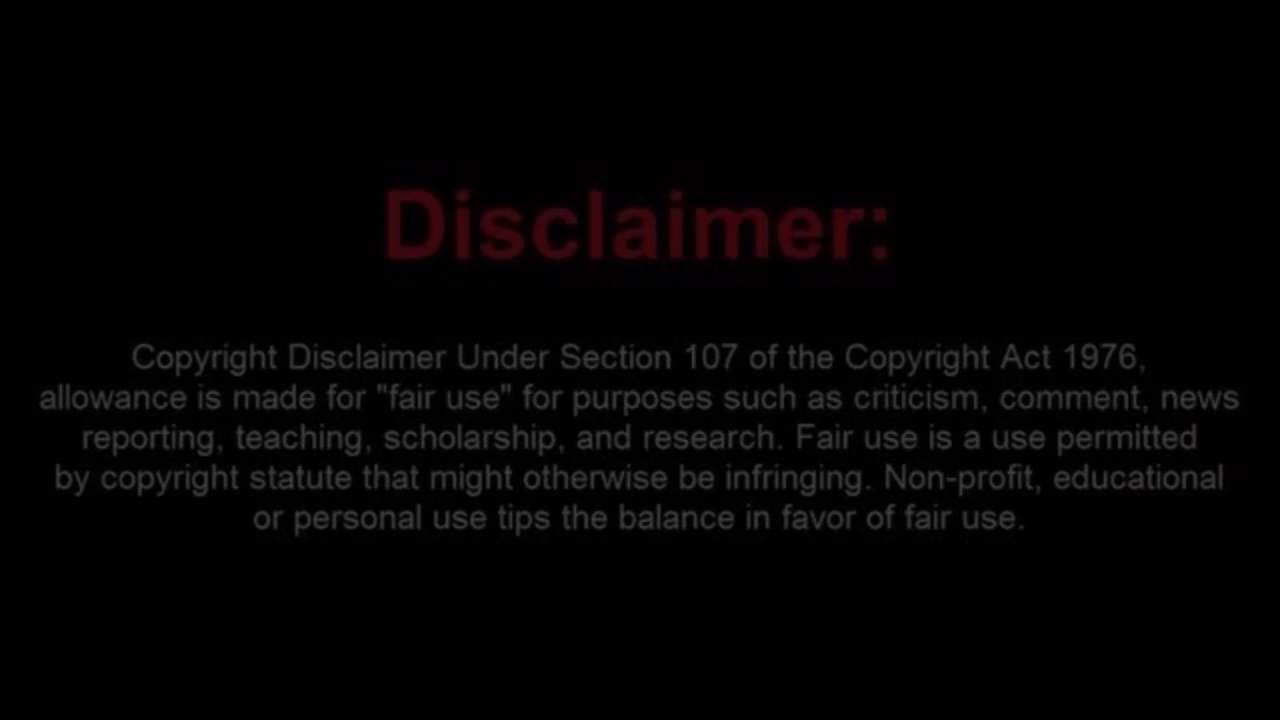 Disclaimer:
Copyright Disclaimer Under Section 107 of the Copyright Act 1976,
allowance is made for "fair use" for purposes such as criticism, comment, news
reporting, teaching, scholarship, and research. Fair use is a use permitted
by copyright statute that might otherwise be infringing. Non-profit, educational
or personal use tips the balance in favor of fair use.